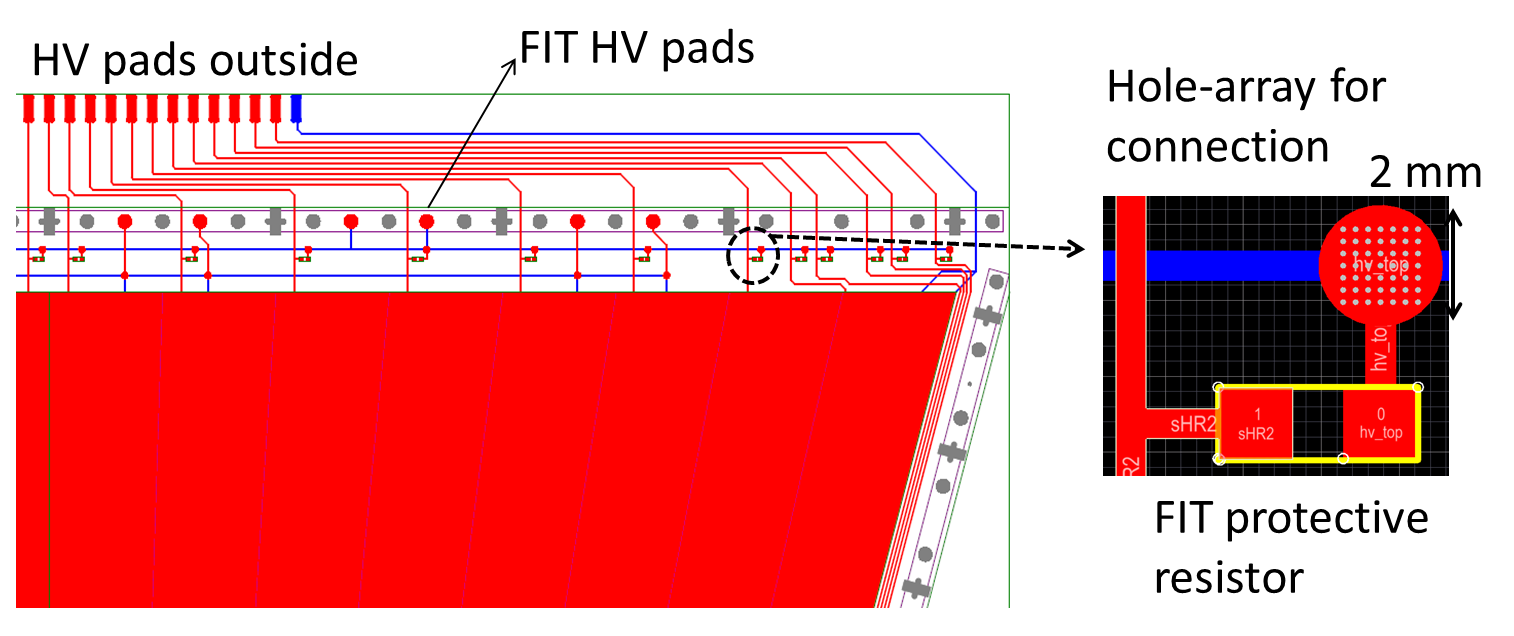 HV pads outside
FIT HV pads
Hole-array for
connection
2 mm
hv_top
hv_to
sHR2
1
sHR2
0
hv_top
R2
FIT protective
resistor